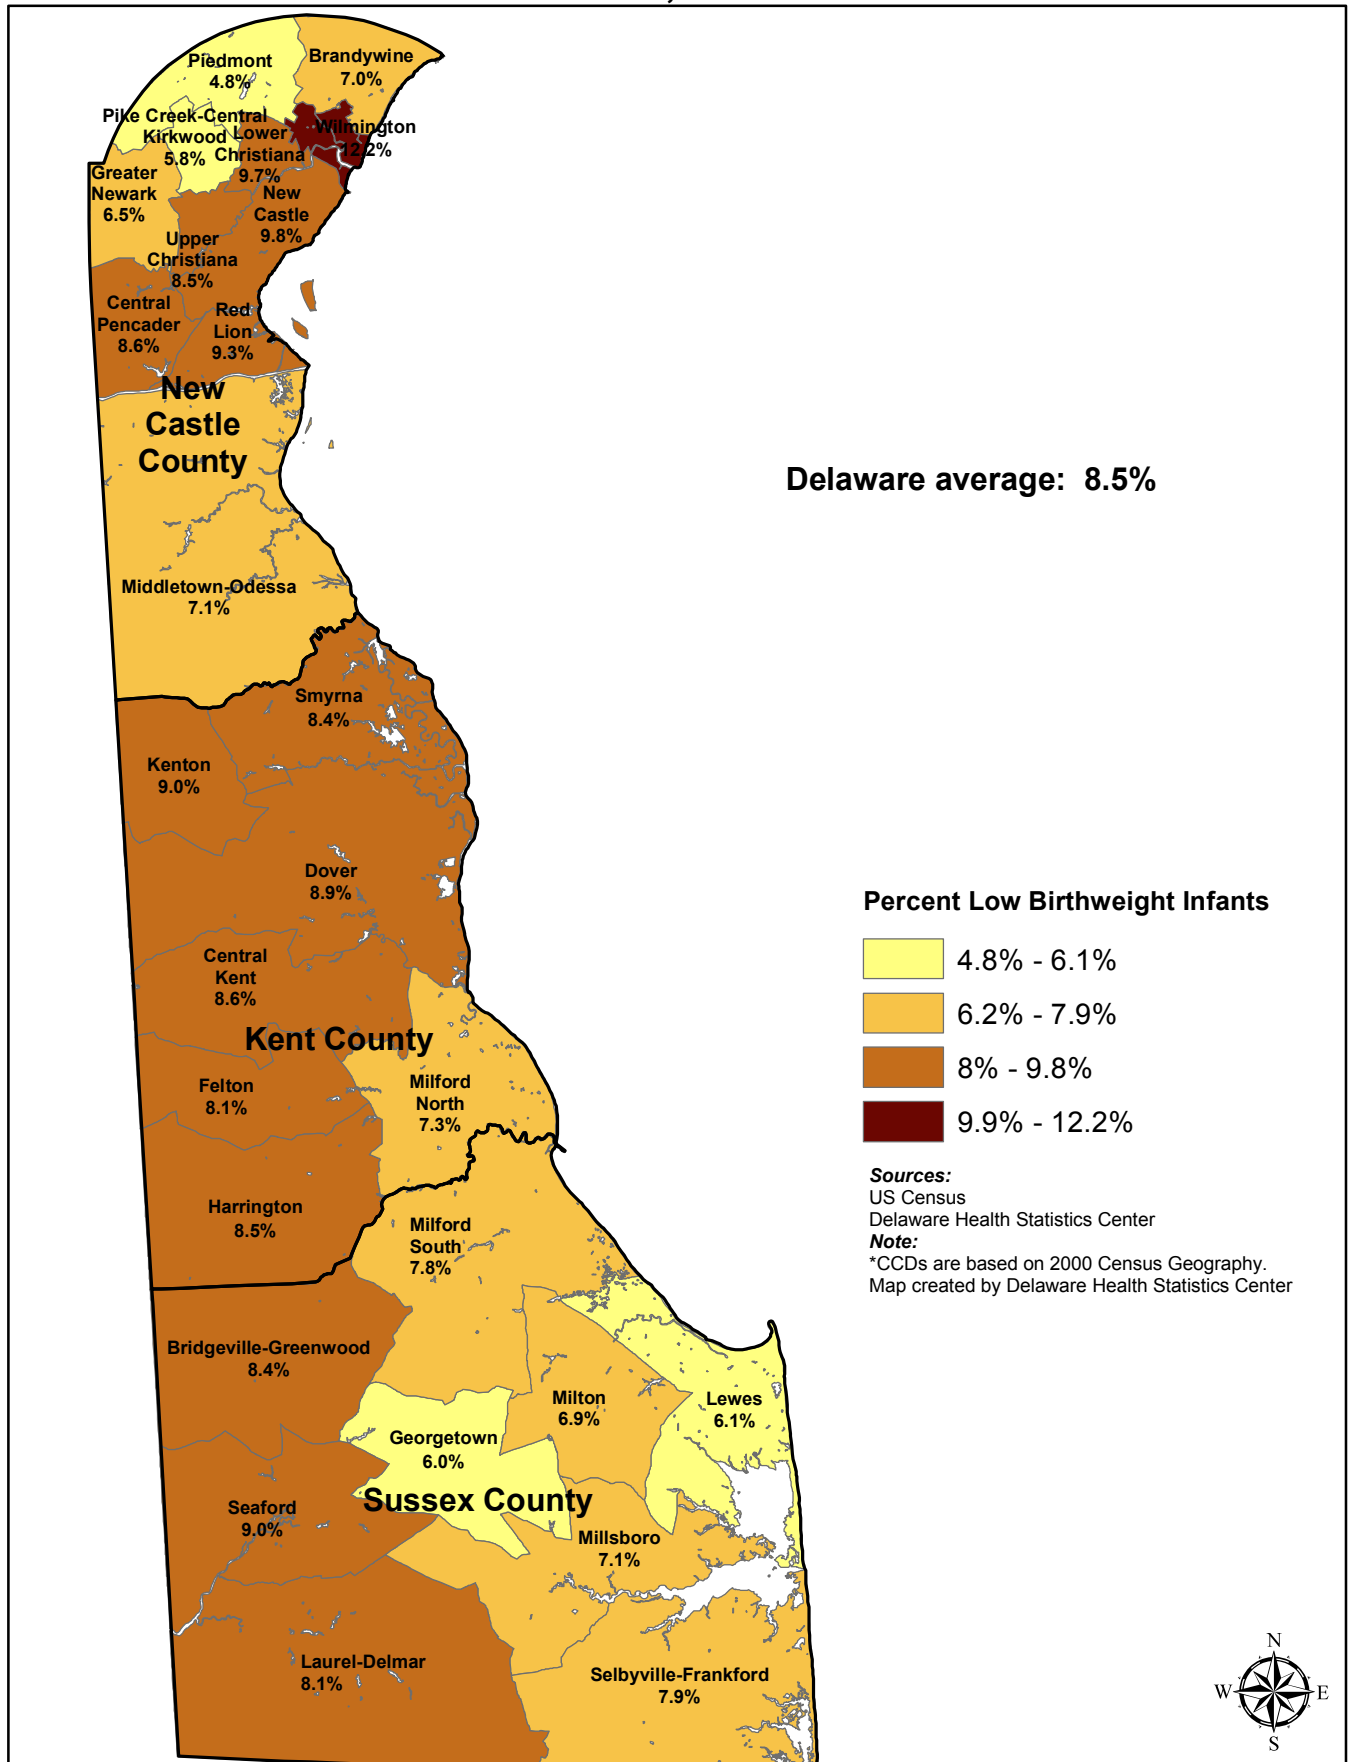 Piedmont
4.8%
Brandywine
7.0%
Pike Creek-Central
Kirkwood
5.8%
Lower
Christiana
9.7%
Wilmington
12.2%
Greater
Newark
6.5%
New
Castle
9.8%
Upper
Christiana
8.5%
Central
Pencader
8.6%
Red
Lion
9.3%
New
Castle
County
Delaware average: 8.5%
Middletown-Odessa
7.1%
Smyrna
8.4%
Kenton
9.0%
Dover
8.9%
Central
Kent
8.6%
Kent County
Felton
8.1%
Milford
North
7.3%
Harrington
8.5%
Milford
South
7.8%
Bridgeville-Greenwood
8.4%
Milton
6.9%
Lewes
6.1%
Georgetown
6.0%
Sussex County
Seaford
9.0%
Millsboro
7.1%
Laurel-Delmar
8.1%
Selbyville-Frankford
7.9%
Percent Low Birthweight Infants
4.8% - 6.1%
6.2% - 7.9%
8% - 9.8%
9.9% - 12.2%
Sources:
US Census
Delaware Health Statistics Center
Note:
*CCDs are based on 2000 Census Geography.
Map created by Delaware Health Statistics Center
N
W
E
S